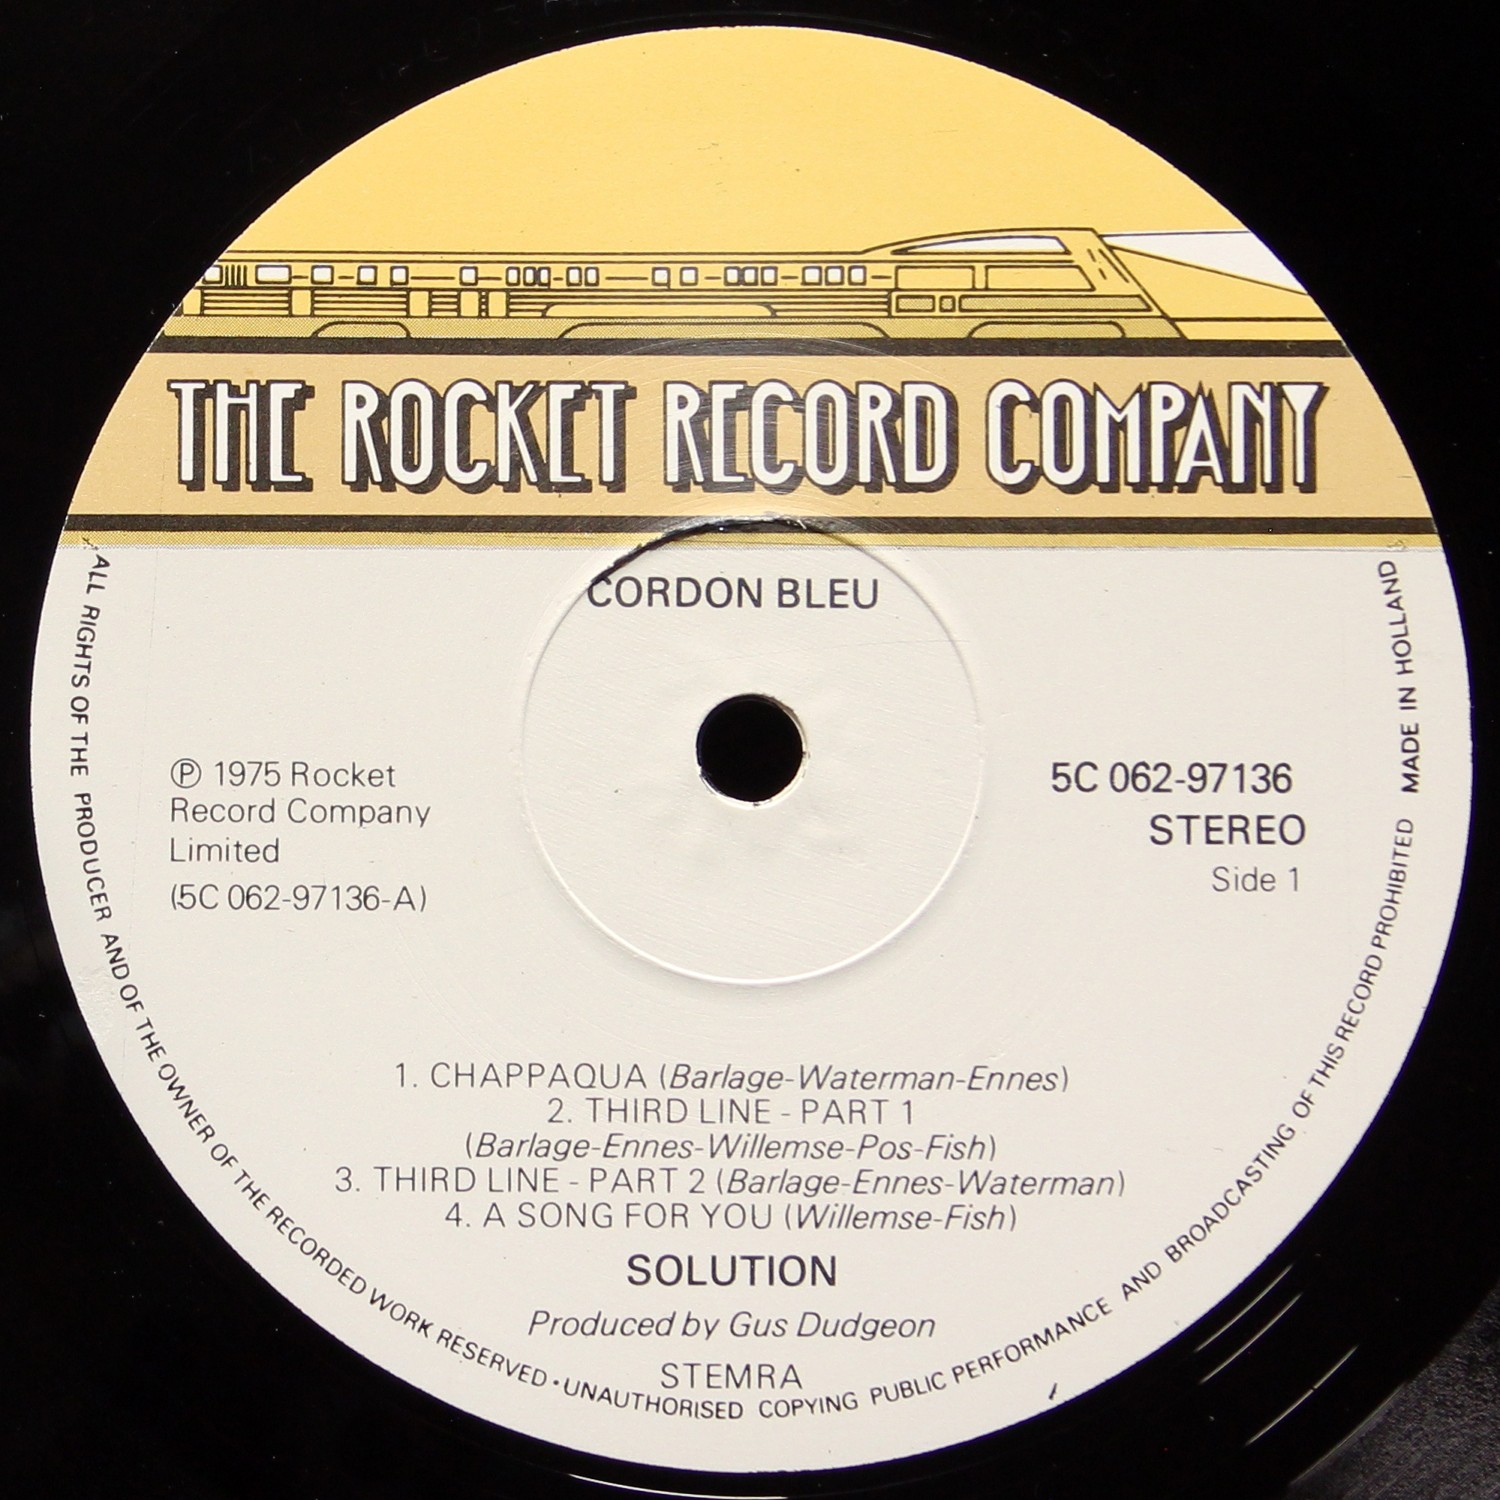 THE ROCKET RECORD COMPANY
CORDON BLEU
℗ 1975 Rocket
Record Company
Limited
(5C 062-97136-A)
5C 062-97136
STEREO
Side 1
1. CHAPPAQUA (Barlage-Waterman-Ennes)
2. THIRD LINE - PART 1
(Barlage-Ennes-Willemse-Pos-Fish)
3. THIRD LINE - PART 2 (Barlage-Ennes-Waterman)
4. A SONG FOR YOU (Willemse-Fish)
SOLUTION
Produced by Gus Dudgeon
STEMRA
ALL RIGHTS OF THE PRODUCER AND OF THE OWNER OF THE RECORDED WORK RESERVED • UNAUTHORISED COPYING PUBLIC PERFORMANCE AND BROADCASTING OF THIS RECORD PROHIBITED MADE IN HOLLAND